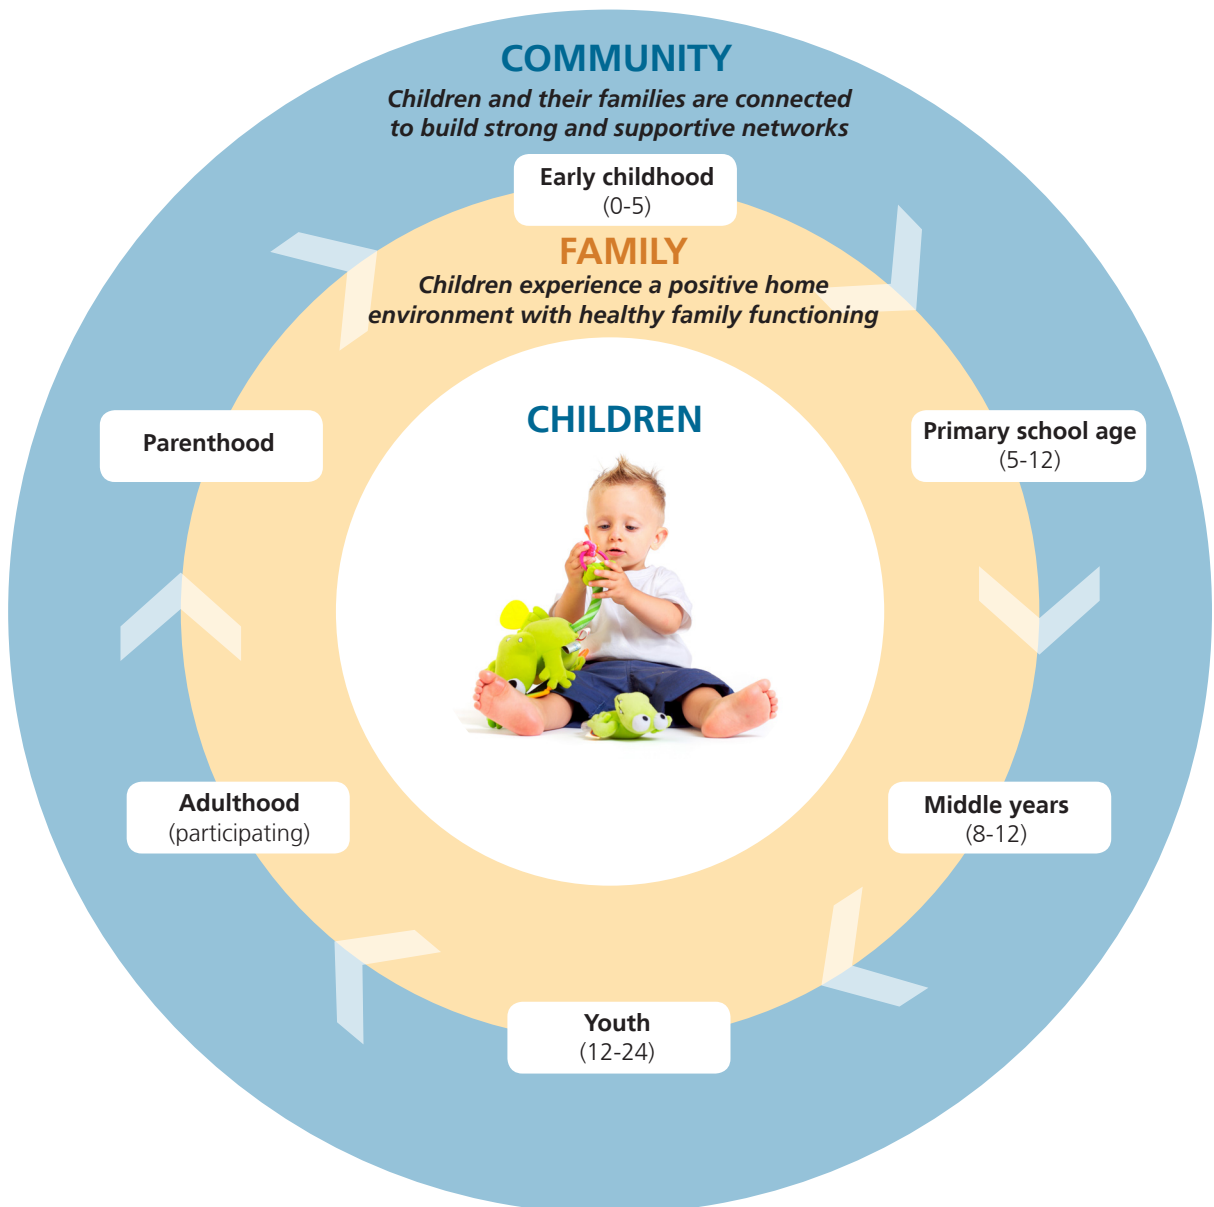 COMMUNITY
Children and their families are connected
to build strong and supportive networks
Early childhood
(0-5)
FAMILY
Children experience a positive home
environment with healthy family functioning
CHILDREN
Parenthood
Primary school age
(5-12)
Adulthood
(participating)
Middle years
(8-12)
Youth
(12-24)